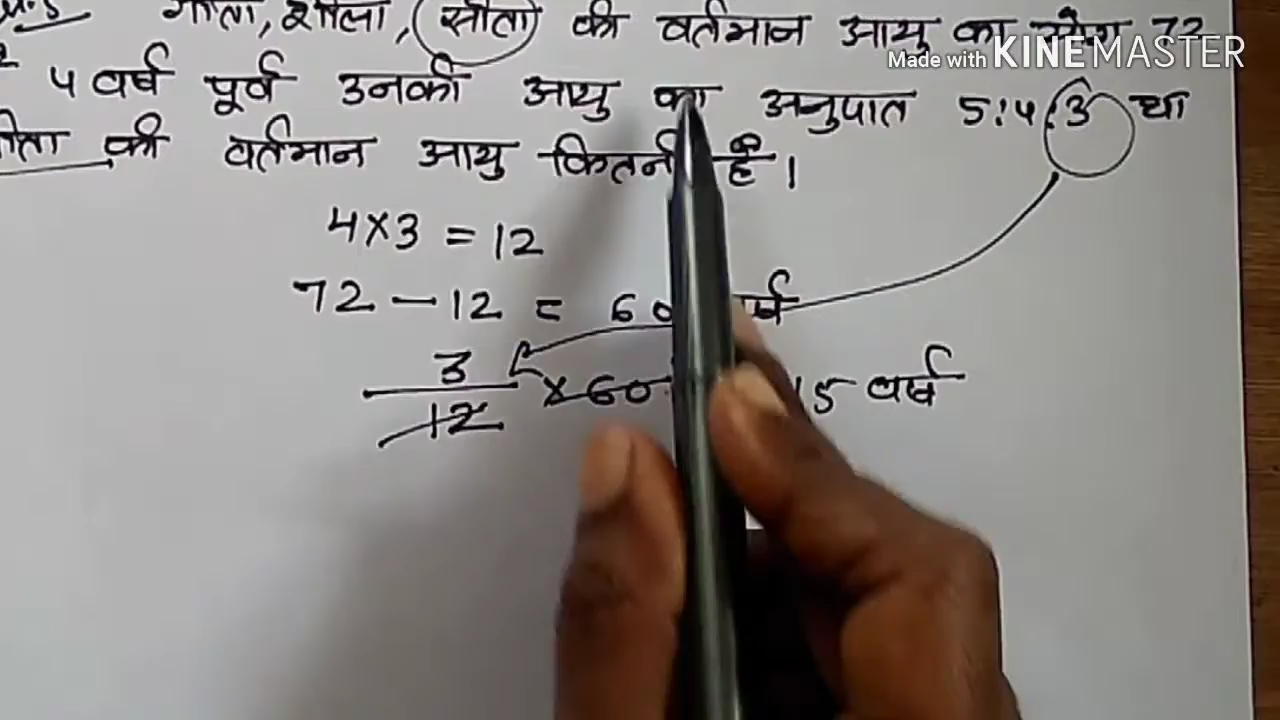 गीता, शीला, सीता की वर्तमान आयु का योग 72
Made with KINEMASTER
4 वर्ष पूर्व उनकी आयु का अनुपात 5:4:3 था
की वर्तमान आयु कितनी है।
4×3 = 12
72 – 12 = 60 वर्ष
3
12 × 60 15 वर्ष